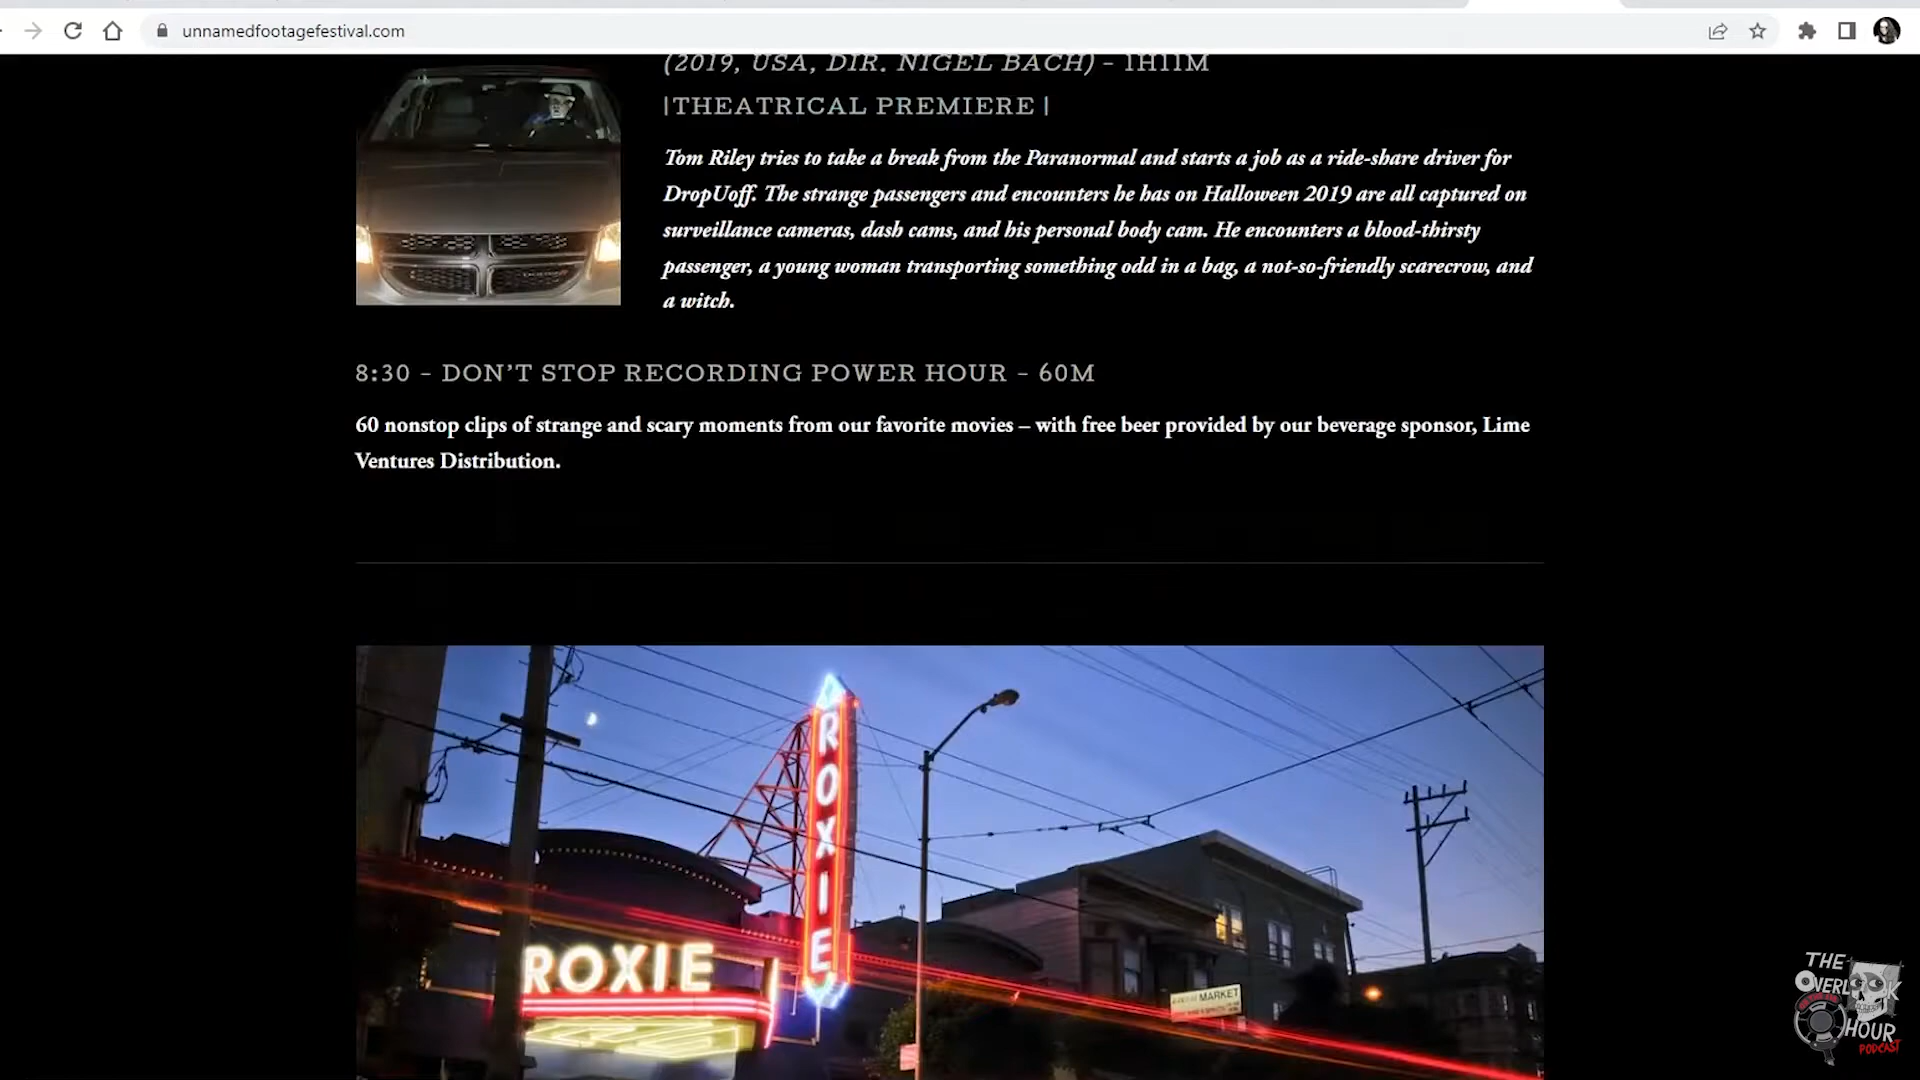 unnamedfootagefestival.com
(2019, USA, DIR. NIGEL BACH) – 1H11M
|THEATRICAL PREMIERE |
Tom Riley tries to take a break from the Paranormal and starts a job as a ride-share driver for
DropUoff. The strange passengers and encounters he has on Halloween 2019 are all captured on
surveillance cameras, dash cams, and his personal body cam. He encounters a blood-thirsty
passenger, a young woman transporting something odd in a bag, a not-so-friendly scarecrow, and
a witch.
8:30 – DON’T STOP RECORDING POWER HOUR – 60M
60 nonstop clips of strange and scary moments from our favorite movies – with free beer provided by our beverage sponsor, Lime
Ventures Distribution.
ROXIE
ROXIE
MARKET
THE
OVERLOOK
HOUR
PODCAST